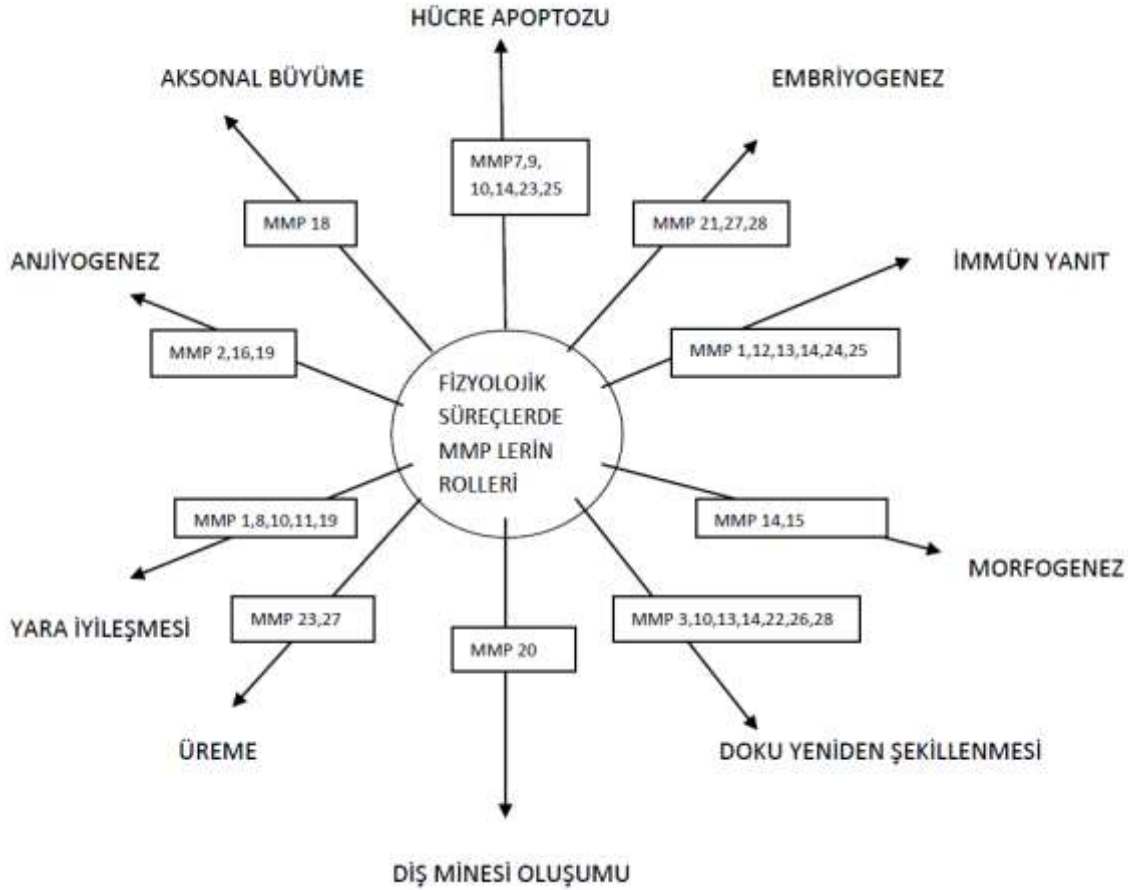 HÜCRE APOPTOZU
AKSONAL BÜYÜME
EMBRİYOGENEZ
MMP7,9,
10,14,23,25
MMP 18
MMP 21,27,28
ANJİYOGENEZ
İMMÜN YANIT
MMP 2,16,19
MMP 1,12,13,14,24,25
FİZYOLOJİK
SÜREÇLERDE
MMP LERİN
ROLLERİ
MMP 1,8,10,11,19
MMP 14,15
MORFOGENEZ
YARA İYİLEŞMESİ
MMP 23,27
MMP 3,10,13,14,22,26,28
MMP 20
ÜREME
DOKU YENİDEN ŞEKİLLENMESİ
DİŞ MİNESİ OLUŞUMU